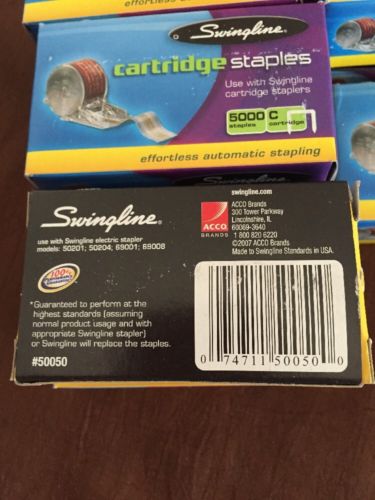 effortless automatic
Swingline®
cartridge staples
Use with Swingline
cartridge staplers
5000 C
staples cartridge
effortless automatic stapling
swingline.com
Swingline®
use with Swingline electric stapler
models: 50201; 50204; 69001; 69008
100%
*Guaranteed to perform at the
highest standards (assuming
normal product usage and with
appropriate Swingline stapler)
or Swingline will replace the staples.
#50050
ACCO
BRANDS
ACCO Brands
300 Tower Parkway
Lincolnshire, IL
60069-3640
1 800 820 6220
©2007 ACCO Brands
Made to Swingline Standards in USA.
0 74711 50050 0